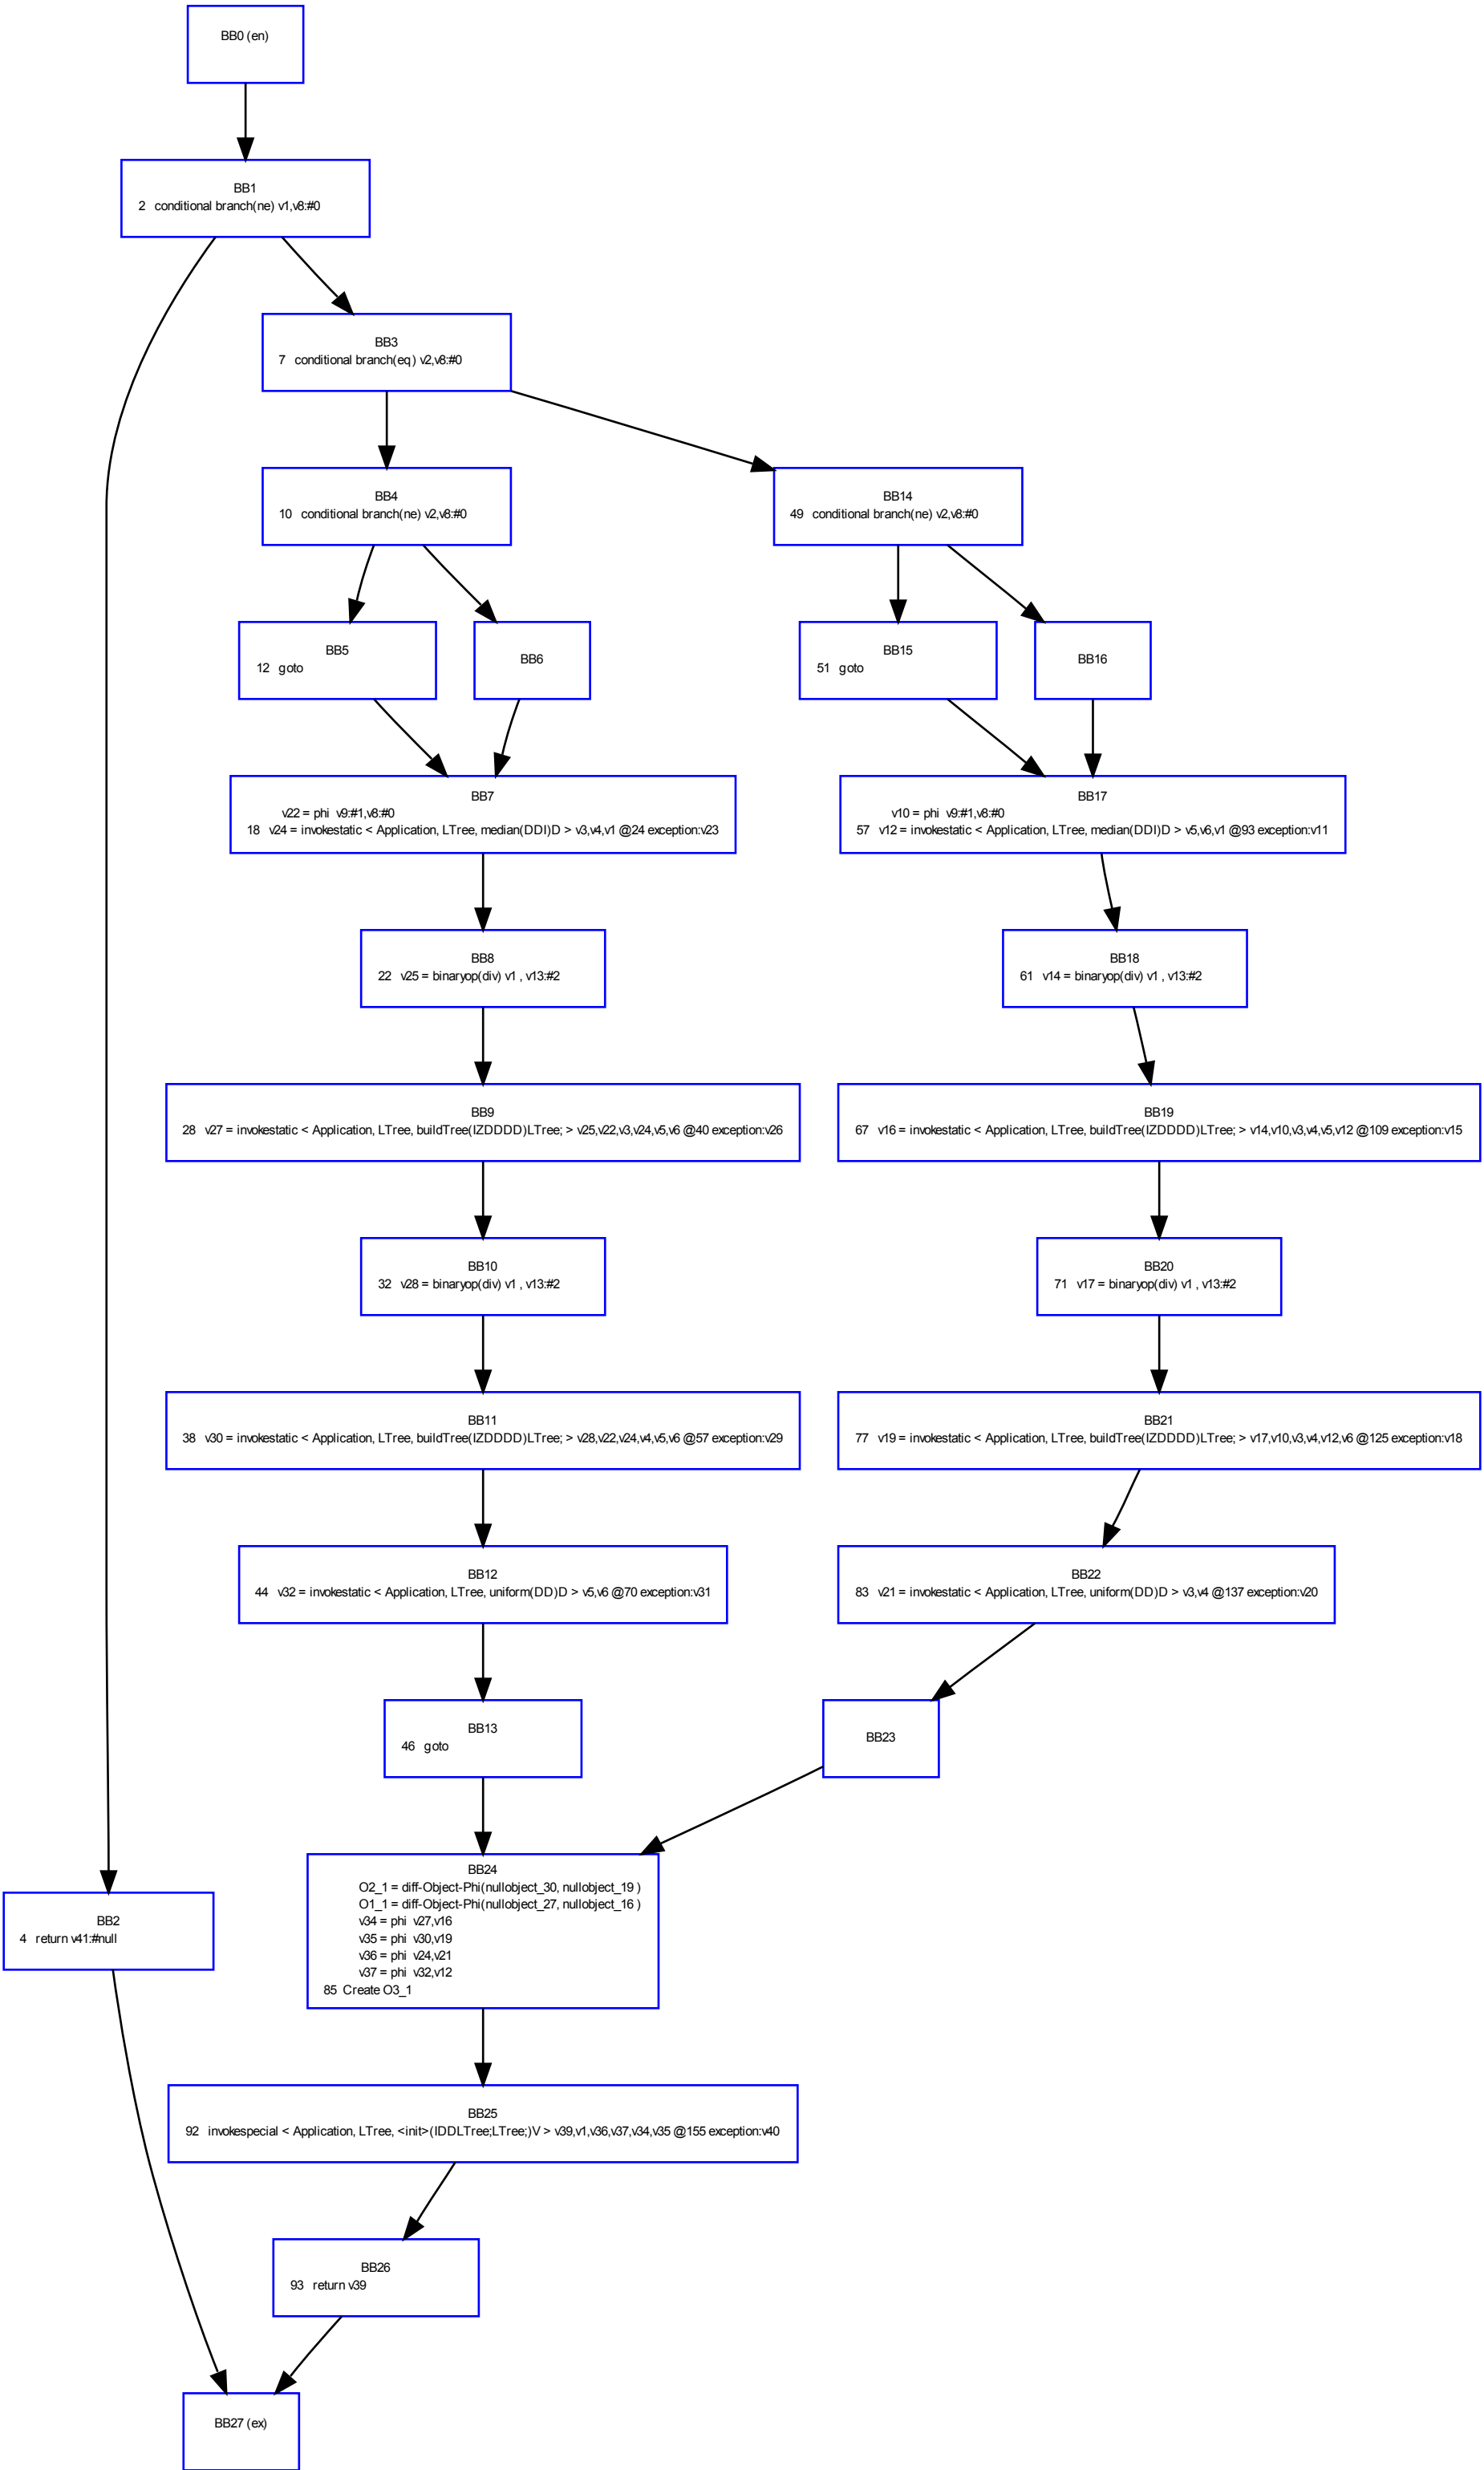 BB0 (en)
BB1
2 conditional branch(ne) v1,v8:#0
BB3
7 conditional branch(eq) v2,v8:#0
BB4
10 conditional branch(ne) v2,v8:#0
BB14
49 conditional branch(ne) v2,v8:#0
BB5
12 goto
BB6
BB15
51 goto
BB16
BB7
v22 = phi v9:#1,v8:#0
18 v24 = invokestatic < Application, LTree, median(DDI)D > v3,v4,v1 @24 exception:v23
BB17
v10 = phi v9:#1,v8:#0
57 v12 = invokestatic < Application, LTree, median(DDI)D > v5,v6,v1 @93 exception:v11
BB8
22 v25 = binaryop(div) v1 , v13:#2
BB18
61 v14 = binaryop(div) v1 , v13:#2
BB9
28 v27 = invokestatic < Application, LTree, buildTree(IZDDDD)LTree; > v25,v22,v3,v24,v5,v6 @40 exception:v26
BB19
67 v16 = invokestatic < Application, LTree, buildTree(IZDDDD)LTree; > v14,v10,v3,v4,v5,v12 @109 exception:v15
BB10
32 v28 = binaryop(div) v1 , v13:#2
BB20
71 v17 = binaryop(div) v1 , v13:#2
BB11
38 v30 = invokestatic < Application, LTree, buildTree(IZDDDD)LTree; > v28,v22,v24,v4,v5,v6 @57 exception:v29
BB21
77 v19 = invokestatic < Application, LTree, buildTree(IZDDDD)LTree; > v17,v10,v3,v4,v12,v6 @125 exception:v18
BB12
44 v32 = invokestatic < Application, LTree, uniform(DD)D > v5,v6 @70 exception:v31
BB22
83 v21 = invokestatic < Application, LTree, uniform(DD)D > v3,v4 @137 exception:v20
BB13
46 goto
BB23
BB24
O2_1 = diff-Object-Phi(nullobject_30, nullobject_19 )
O1_1 = diff-Object-Phi(nullobject_27, nullobject_16 )
v34 = phi v27,v16
v35 = phi v30,v19
v36 = phi v24,v21
v37 = phi v32,v12
85 Create O3_1
BB2
4 return v41:#null
BB25
92 invokespecial < Application, LTree, <init>(IDDLTree;LTree;)V > v39,v1,v36,v37,v34,v35 @155 exception:v40
BB26
93 return v39
BB27 (ex)